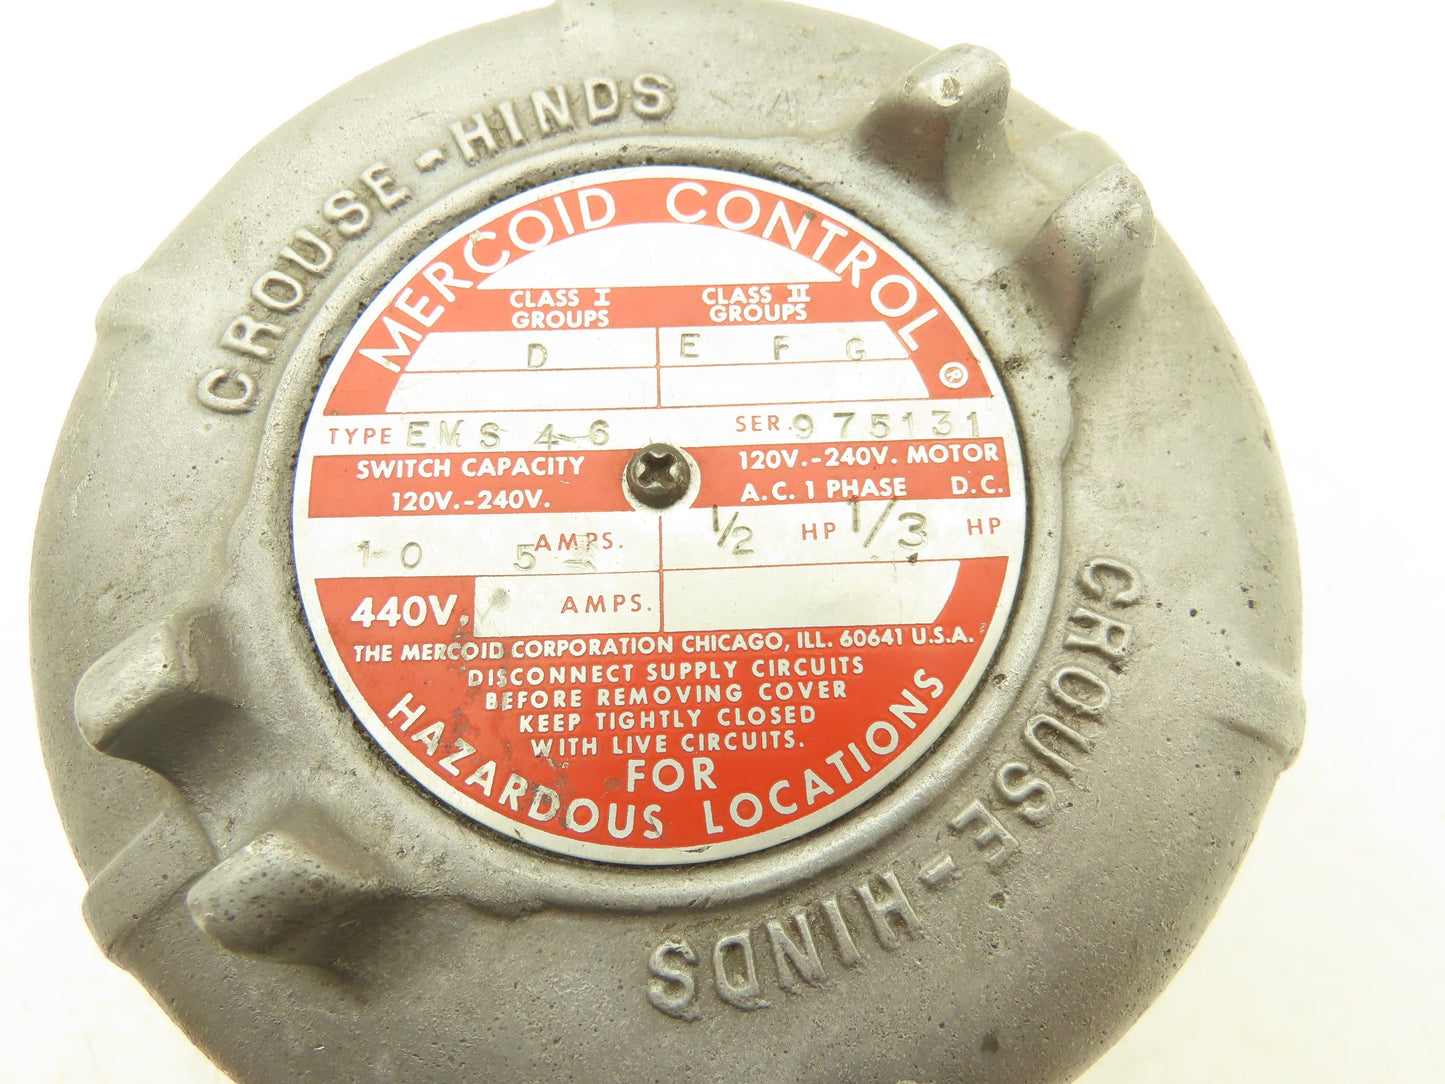 CROUSE-HINDS
MERCOID CONTROL ®
CLASS I GROUPS
CLASS II GROUPS
D E F G
TYPE EMS 4-6 SER. 975131
SWITCH CAPACITY 120V.-240V. MOTOR
120V.-240V. A.C. 1 PHASE D.C.
1-0 5 AMPS. 1/2 HP 1/3 HP
440V. AMPS.
THE MERCOID CORPORATION CHICAGO, ILL. 60641 U.S.A.
DISCONNECT SUPPLY CIRCUITS
BEFORE REMOVING COVER
KEEP TIGHTLY CLOSED
WITH LIVE CIRCUITS.
FOR
HAZARDOUS LOCATIONS
CROUSE-HINDS